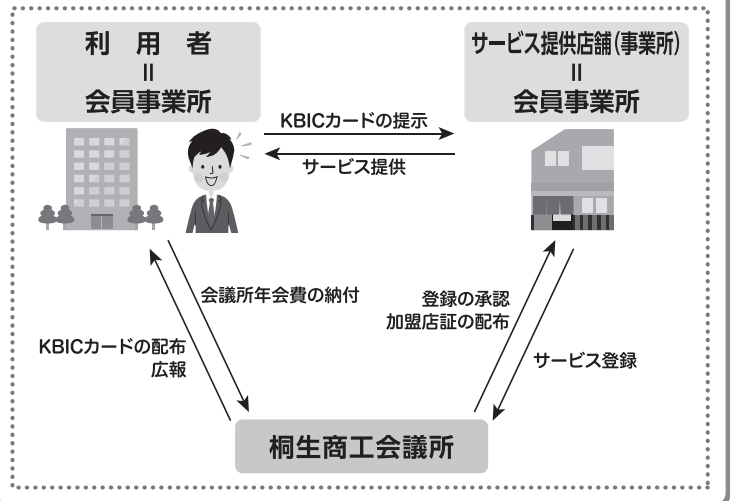 利　用　者
＝
会員事業所
サービス提供店舗(事業所)
＝
会員事業所
KBICカードの提示
サービス提供
会議所年会費の納付
KBICカードの配布
広報
登録の承認
加盟店証の配布
サービス登録
桐生商工会議所